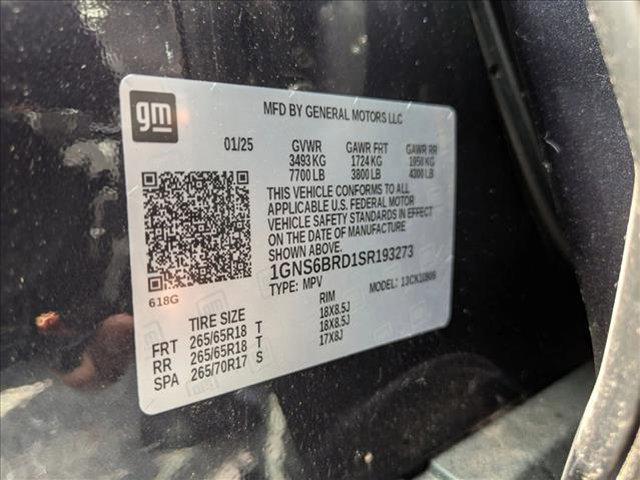 gm
MFD BY GENERAL MOTORS LLC
01/25 GVWR GAWR FRT GAWR RR
3493 KG 1724 KG 1950 KG
7700 LB 3800 LB 4300 LB
THIS VEHICLE CONFORMS TO ALL
APPLICABLE U.S. FEDERAL MOTOR
VEHICLE SAFETY STANDARDS IN EFFECT
ON THE DATE OF MANUFACTURE
SHOWN ABOVE.
1GNS6BRD1SR193273
TYPE: MPV MODEL:
618G
TIRE SIZE RIM
FRT 265/65R18 T 18X8.5J
RR 265/65R18 T 18X8.5J
SPA 265/70R17 S 17X8J